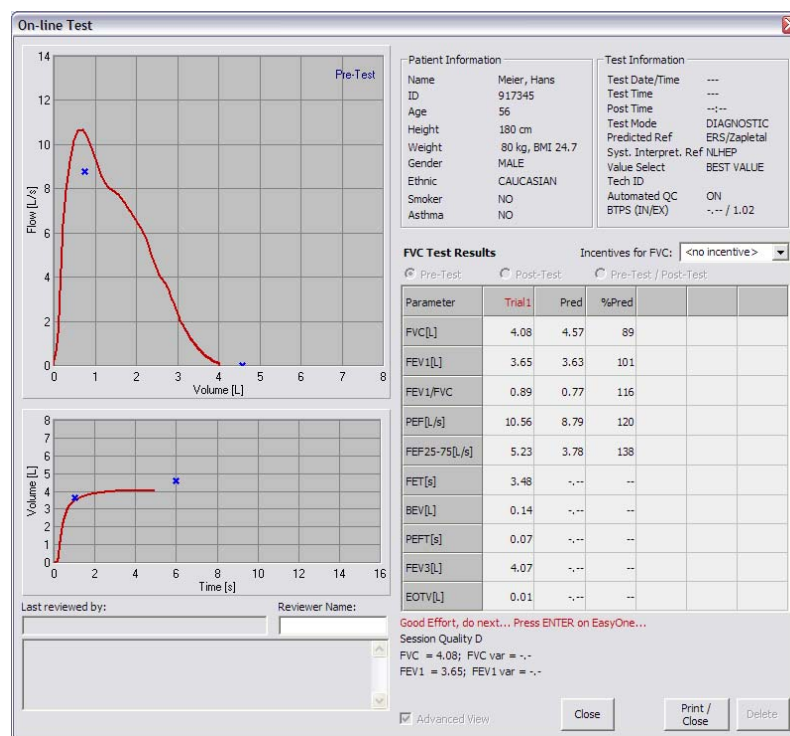 On-line Test
14
12
10
8
6
4
2
0
Flow [L/s]
Pre-Test
0 1 2 3 4 5 6 7 8
Volume [L]
8
7
6
5
4
3
2
1
0
Volume [L]
0 2 4 6 8 10 12 14 16
Time [s]
Last reviewed by: Reviewer Name:
Patient Information
Name Meier, Hans
ID 917345
Age 56
Height 180 cm
Weight 80 kg, BMI 24.7
Gender MALE
Ethnic CAUCASIAN
Smoker NO
Asthma NO
Test Information
Test Date/Time ---
Test Time ---
Post Time --:--
Test Mode DIAGNOSTIC
Predicted Ref ERS/Zapletal
Syst. Interpret. Ref NLHEP
Value Select BEST VALUE
Tech ID
Automated QC ON
BTPS (IN/EX) -.-- / 1.02
FVC Test Results Incentives for FVC: <no incentive>
Pre-Test Post-Test Pre-Test / Post-Test
Parameter Trial1 Pred %Pred
FVC[L] 4.08 4.57 89
FEV1[L] 3.65 3.63 101
FEV1/FVC 0.89 0.77 116
PEF[L/s] 10.56 8.79 120
FEF25-75[L/s] 5.23 3.78 138
FET[s] 3.48 -.-- --
BEV[L] 0.14 -.-- --
PEFT[s] 0.07 -.-- --
FEV3[L] 4.07 -.-- --
EOTV[L] 0.01 -.-- --
Good Effort, do next... Press ENTER on EasyOne...
Session Quality D
FVC = 4.08; FVC var = -.-
FEV1 = 3.65; FEV1 var = -.-
Advanced View Close Print / Close Delete